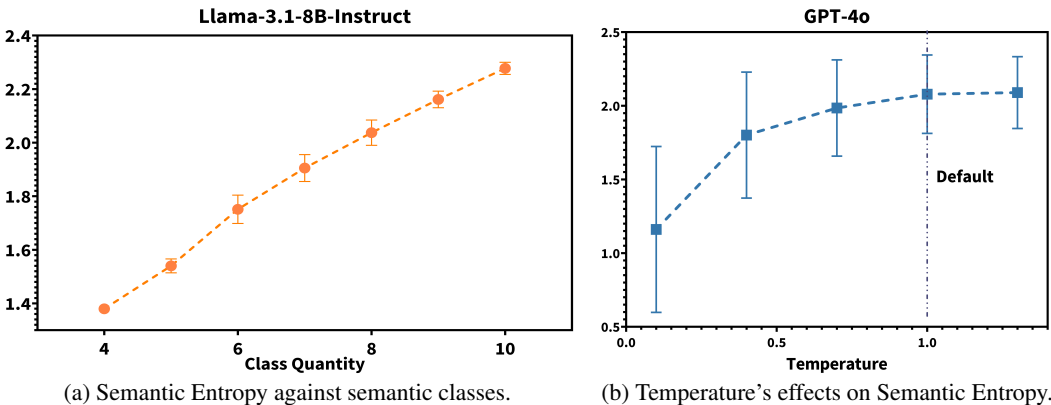 Llama-3.1-8B-Instruct
2.4
2.2
2.0
1.8
1.6
1.4
4 6 8 10
Class Quantity
(a) Semantic Entropy against semantic classes.
GPT-4o
2.5
2.0
1.5
1.0
0.5
Default
0.0 0.5 1.0
Temperature
(b) Temperature's effects on Semantic Entropy.